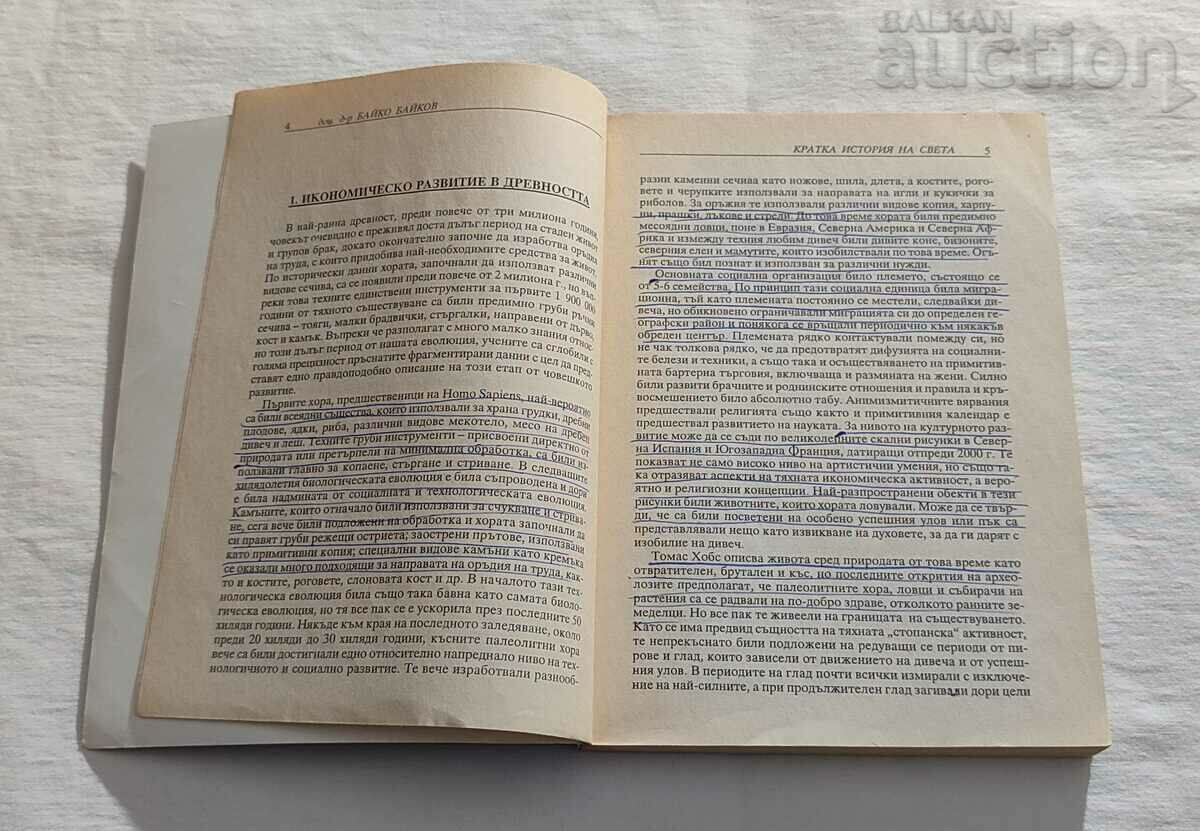 BALKAN
auction
4 доц. д-р БАЙКО БАЙКОВ
I. ИКОНОМИЧЕСКО РАЗВИТИЕ В ДРЕВНОСТТА
В най-ранна древност, преди повече от три милиона години,
човекът очевидно е преживял доста дълъг период на стаден живот
и групов брак, докато окончателно започне да изработва оръдия
на труда, с които придобива най-необходимите средства за живот.
По исторически данни хората, започнали да използват различни
видове сечива, са се появили преди повече от 2 милиона г., но въп-
реки това техните единствени инструменти за първите 1 900 000
години от тяхното съществуване са били предимно груби ръчни
сечива – тояги, малки брадвички, стъргалки, направени от дърво,
кост и камък. Въпреки че разполагат с много малко знания относ-
но този дълъг период от нашата еволюция, учените са сглобили с
голяма прецизност пръснатите фрагментирани данни с цел да пред-
ставят едно правдоподобно описание на този етап от човешкото
развитие.
Първите хора, предшественици на Homo Sapiens, най-вероятно
са били всеядни същества, които използвали за храна грудки, дребни
плодове, ядки, риба, различни видове мекотело, месо на дребен
дивеч и леш. Техните груби инструменти – присвоени директно от
природата или претърпели на минимална обработка, са били из-
ползвани главно за копаене, стъргане и стриване. В следващите
хилядолетия биологическата еволюция е била съпроводена и дори
е била надмината от социалната и технологическата еволюция.
Камъните, които отначало били използвани за счукване и стрива-
не, сега вече били подложени на обработка и хората започнали да
си правят груби режещи остриета; заострени прътове, използвани
като примитивни копия; специални видове камъни като кремъка
се оказали много подходящи за направата на оръдия на труда, как-
то и костите, роговете, слоновата кост и др. В началото тази тех-
нологическа еволюция била също така бавна като самата биоло-
гическа еволюция, но тя все пак се е ускорила през последните 50
хиляди години. Някъде към края на последното заледяване, около
преди 20 хиляди до 30 хиляди години, късните палеолитни хора
вече са били достигнали едно относително напреднало ниво на тех-
нологичното и социално развитие. Те вече изработвали разнооб-
КРАТКА ИСТОРИЯ НА СВЕТА 5
разни каменни сечива като ножове, шила, длета, а костите, рого-
вете и черупките използвали за направата на игли и кукички за
риболов. За оръжия те използвали различни видове копия, харпу-
ни, прашки, лъкове и стрели. До това време хората били предимно
месоядни ловци, поне в Евразия, Северна Америка и Северна Аф-
рика и измежду техния любим дивеч били дивите коне, бизоните,
северния елен и мамутите, които изобилствали по това време. Огъ-
нят също бил познат и използван за различни нужди.
Основната социална организация било племето, състоящо се
от 5-6 семейства. По принцип тази социална единица била мигра-
ционна, тъй като племената постоянно се местели, следвайки ди-
веча, но обикновено ограничавали миграцията си до определен ге-
ографски район и понякога се връщали периодично към някакъв
обреден център. Племената рядко контактували помежду си, но
не чак толкова рядко, че да предотвратят дифузията на социални-
те белези и техники, а също така и осъществяването на примитив-
ната бартерна търговия, включваща и размяната на жени. Силно
били развити брачните и роднинските отношения и правила и кръ-
восмешението било абсолютно табу. Анимизмитичните вярвания
предшествали религията също както и примитивния календар е
предшествал развитието на науката. За нивото на културното раз-
витие може да се съди по великолепните скални рисунки в Север-
на Испания и Югозападна Франция, датиращи отпреди 2000 г. Те
показват не само високо ниво на артистични умения, но също та-
ка отразяват аспекти на тяхната икономическа активност, а веро-
ятно и религиозни концепции. Най-разпространени обекти в тези
рисунки били животните, които хората ловували. Може да се твър-
ди, че са били посветени на особено успешния улов или пък са
представлявали нещо като извикване на духовете, за да ги дарят с
изобилие на дивеч.
Томас Хобс описва живота сред природата от това време като
отвратителен, брутален и къс, но последните открития на архео-
лозите предполагат, че палеолитните хора, ловци и събирачи на
растения са се радвали на по-добро здраве, отколкото ранните зе-
меделци. Но все пак те живеели на границата на съществуването.
Като се има предвид същността на тяхната „стопанска“ активност,
те непрекъснато били подложени на редуващи се периоди от пи-
рове и глад, които зависели от движението на дивеча и от успеш-
ния улов. В периодите на глад почти всички измирали с изключе-
ние на най-силните, а при продължителен глад загивали дори цели